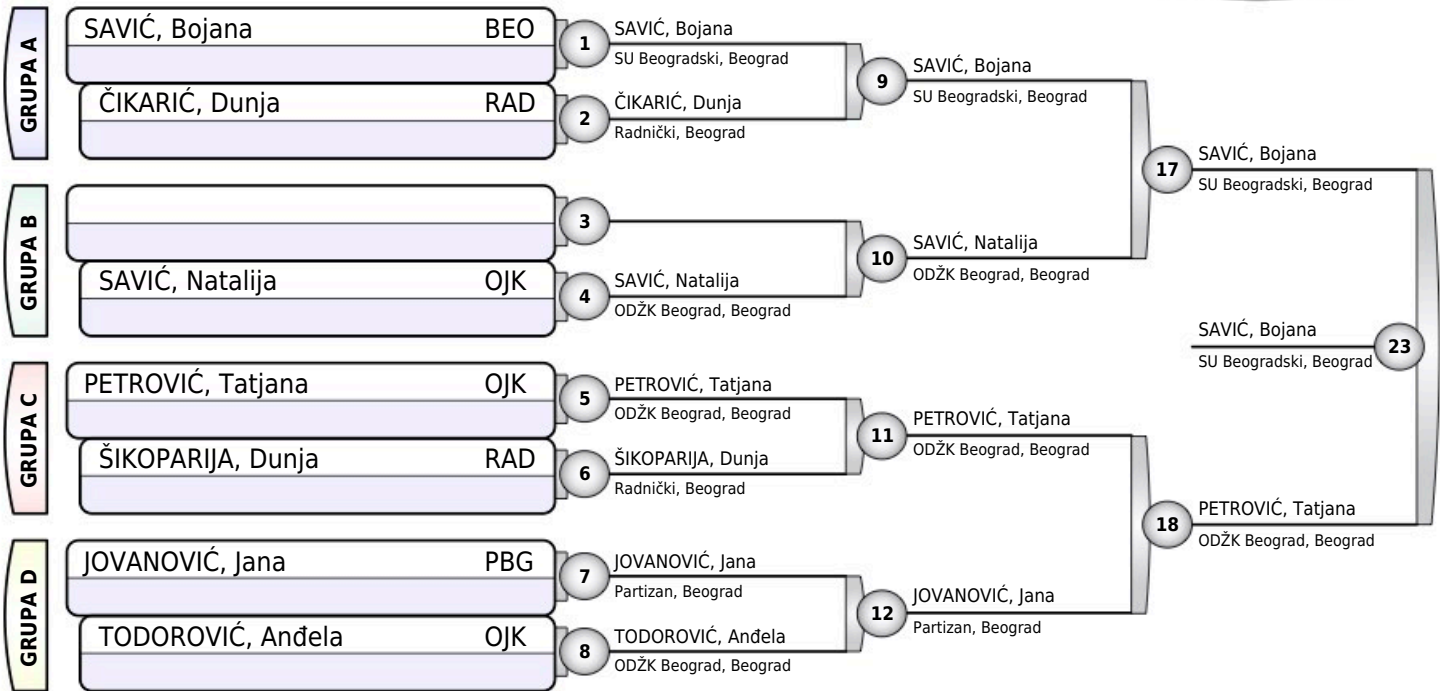 GRUPA A
SAVIĆ, Bojana BEO
ČIKARIĆ, Dunja RAD
GRUPA B
SAVIĆ, Natalija OJK
GRUPA C
PETROVIĆ, Tatjana OJK
ŠIKOPARIJA, Dunja RAD
GRUPA D
JOVANOVIĆ, Jana PBG
TODOROVIĆ, Anđela OJK
1
SAVIĆ, Bojana
SU Beogradski, Beograd
2
ČIKARIĆ, Dunja
Radnički, Beograd
3
4
SAVIĆ, Natalija
ODŽK Beograd, Beograd
5
PETROVIĆ, Tatjana
ODŽK Beograd, Beograd
6
ŠIKOPARIJA, Dunja
Radnički, Beograd
7
JOVANOVIĆ, Jana
Partizan, Beograd
8
TODOROVIĆ, Anđela
ODŽK Beograd, Beograd
9
SAVIĆ, Bojana
SU Beogradski, Beograd
10
SAVIĆ, Natalija
ODŽK Beograd, Beograd
11
PETROVIĆ, Tatjana
ODŽK Beograd, Beograd
12
JOVANOVIĆ, Jana
Partizan, Beograd
17
SAVIĆ, Bojana
SU Beogradski, Beograd
18
PETROVIĆ, Tatjana
ODŽK Beograd, Beograd
SAVIĆ, Bojana
SU Beogradski, Beograd
23